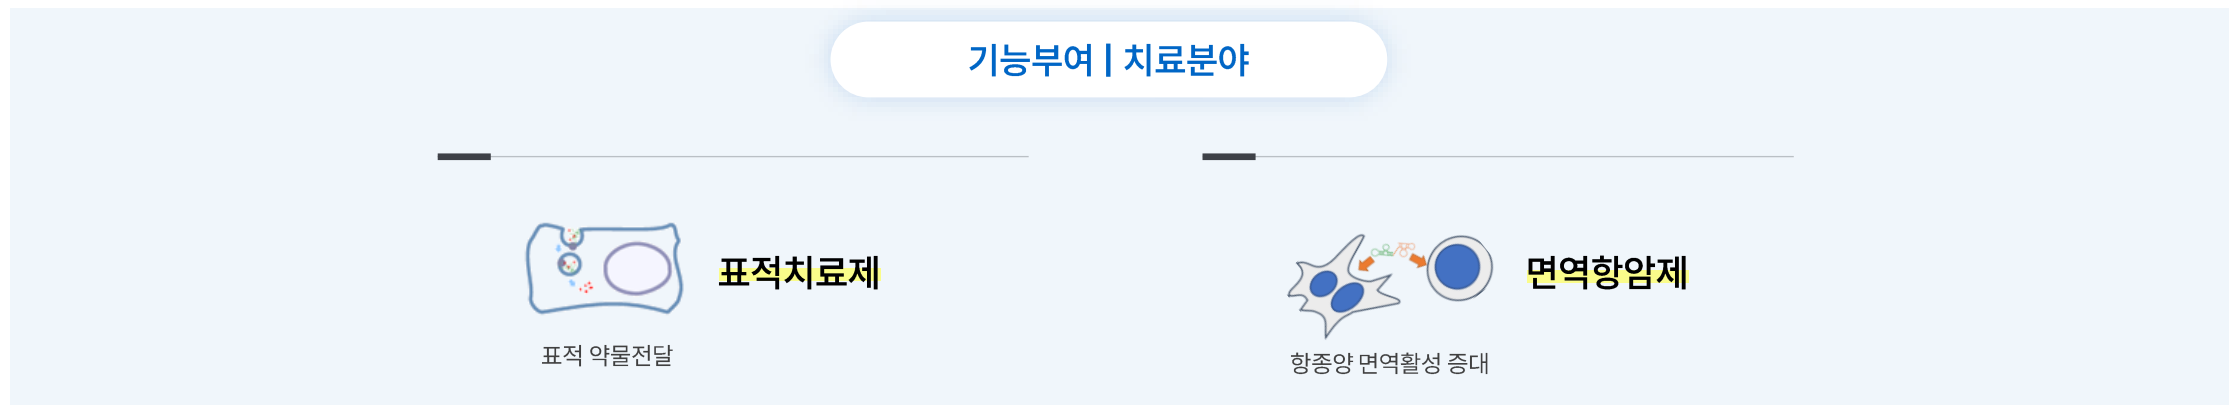 기능부여 | 치료분야
표적치료제
표적 약물전달
면역항암제
항종양 면역활성 증대